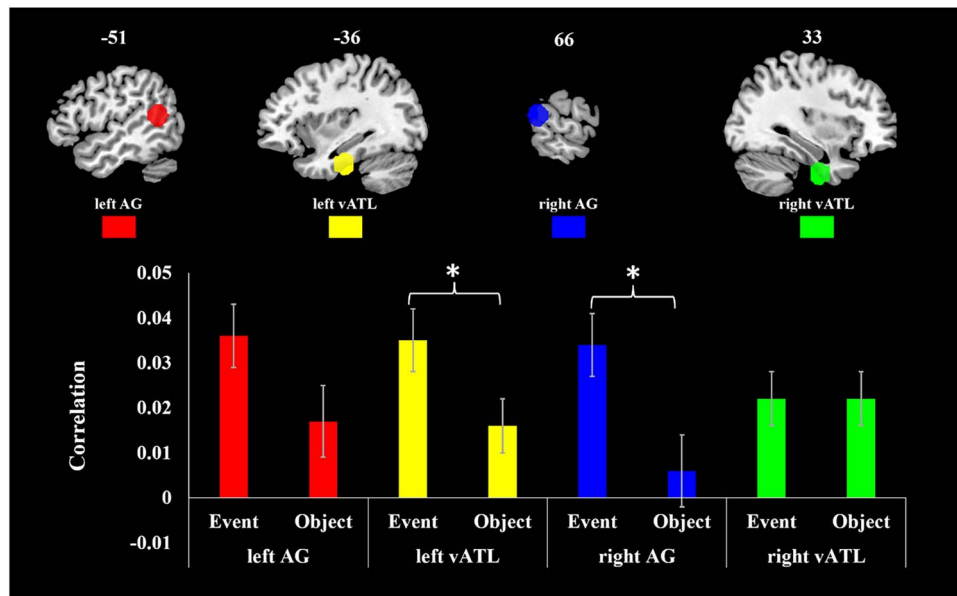 -51 -36 66 33
left AG left vATL right AG right vATL
* *
0.05
0.04
0.03
0.02
0.01
0
-0.01
Correlation
Event Object Event Object Event Object Event Object
left AG left vATL right AG right vATL